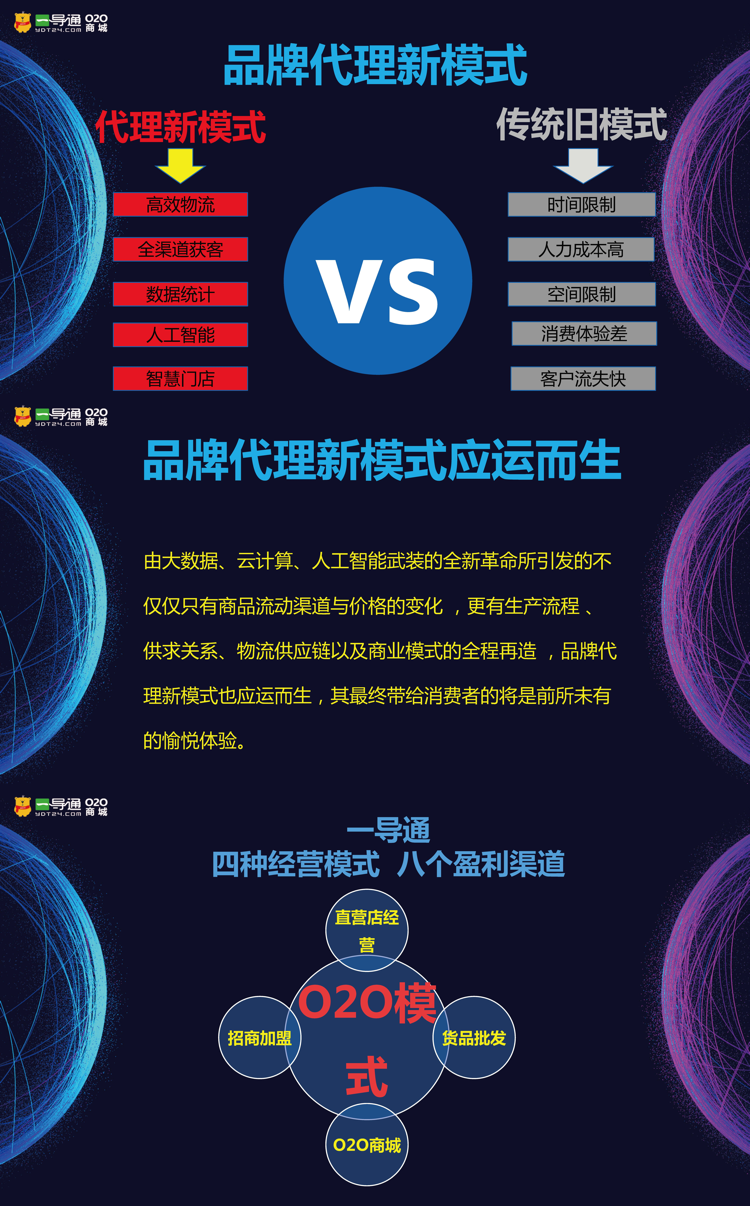 一导通 O2O
YDT24.COM 商城
品牌代理新模式
代理新模式
传统旧模式
高效物流
时间限制
全渠道获客
人力成本高
VS
数据统计
空间限制
人工智能
消费体验差
智慧门店
客户流失快
一导通 O2O
YDT24.COM 商城
品牌代理新模式应运而生
由大数据、云计算、人工智能武装的全新革命所引发的不
仅仅只有商品流动渠道与价格的变化 ，更有生产流程 、
供求关系、物流供应链以及商业模式的全程再造 ，品牌代
理新模式也应运而生，其最终带给消费者的将是前所未有
的愉悦体验。
一导通 O2O
YDT24.COM 商城
一导通
四种经营模式 八个盈利渠道
直营店经
营
O2O模
式
招商加盟
货品批发
O2O商城